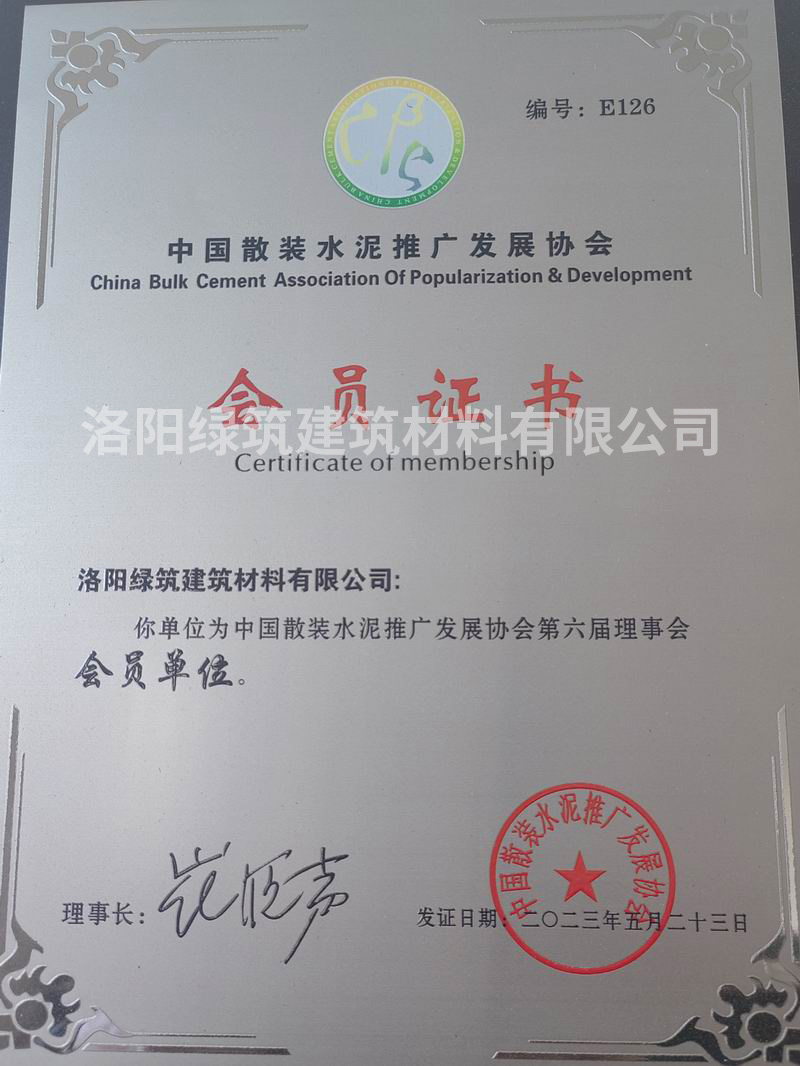 编号：E126
中国散装水泥推广发展协会
China Bulk Cement Association Of Popularization & Development
会员证书
洛阳绿筑建筑材料有限公司
Certificate of membership
洛阳绿筑建筑材料有限公司:
你单位为中国散装水泥推广发展协会第六届理事会
会员单位。
中国散装水泥推广发展协会
理事长：
发证日期：二〇二三年五月二十三日